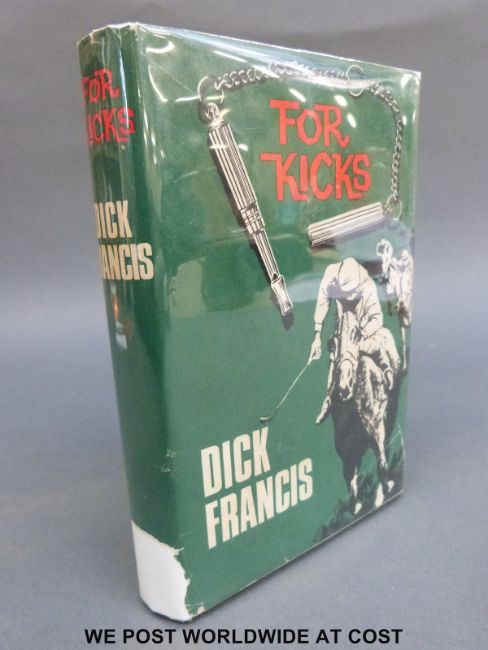 FOR
KICKS
DICK
FRANCIS
FOR
KICKS
DICK
FRANCIS
WE POST WORLDWIDE AT COST